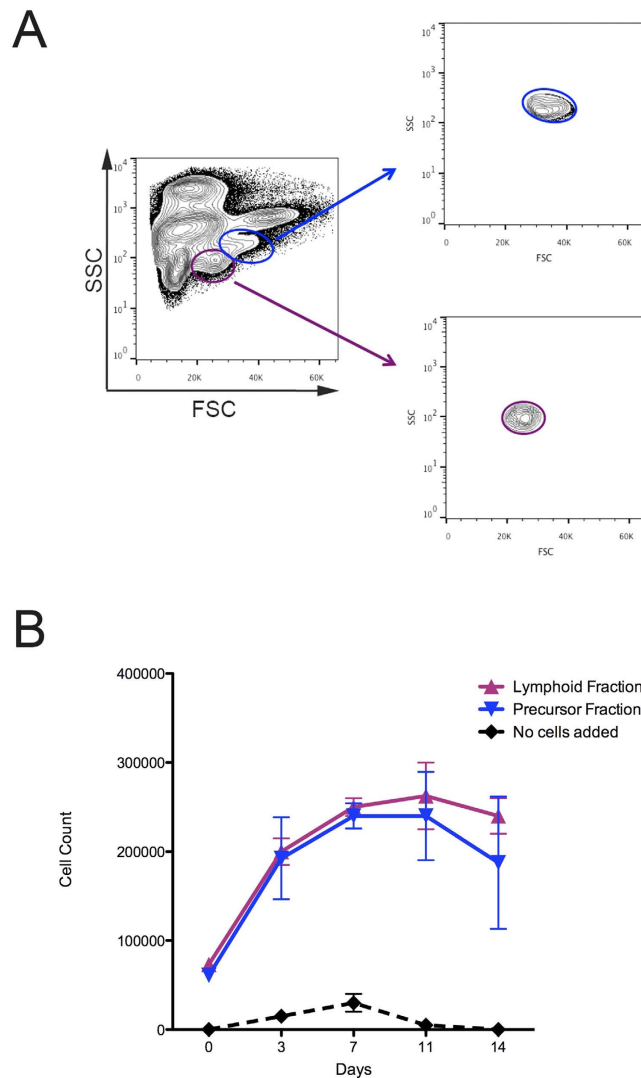 A
10⁴
10³
10²
10¹
10⁰
SSC
0 20K 40K 60K
FSC
10⁴
10³
10²
10¹
10⁰
SSC
0 20K 40K 60K
FSC
10⁴
10³
10²
10¹
10⁰
SSC
0 20K 40K 60K
FSC
B
400000
300000
200000
100000
0
Cell Count
Lymphoid Fraction
Precursor Fraction
No cells added
0 3 7 11 14
Days